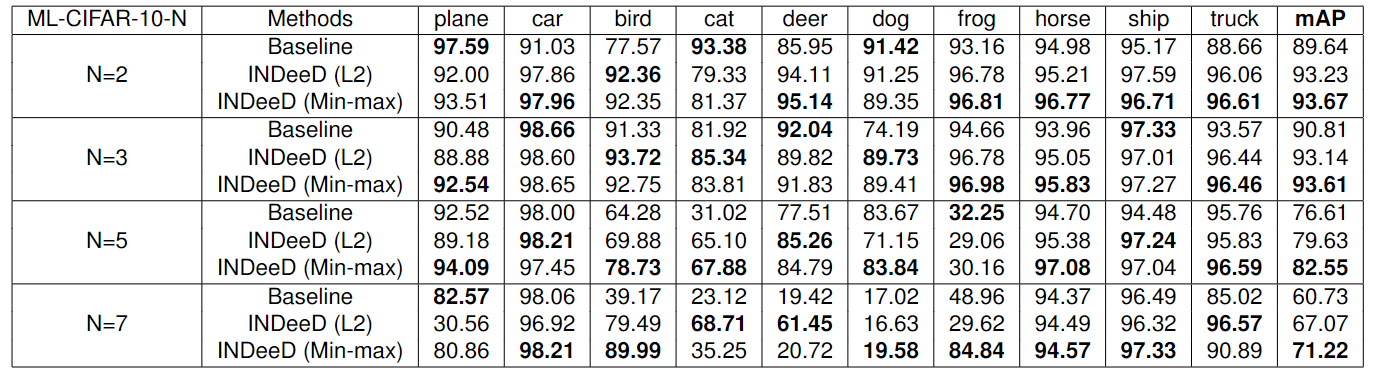 ML-CIFAR-10-N Methods plane car bird cat deer dog frog horse ship truck mAP
Baseline 97.59 91.03 77.57 93.38 85.95 91.42 93.16 94.98 95.17 88.66 89.64
N=2 INDeeD (L2) 92.00 97.86 92.36 79.33 94.11 91.25 96.78 95.21 97.59 96.06 93.23
INDeeD (Min-max) 93.51 97.96 92.35 81.37 95.14 89.35 96.81 96.77 96.71 96.61 93.67
Baseline 90.48 98.66 91.33 81.92 92.04 74.19 94.66 93.96 97.33 93.57 90.81
N=3 INDeeD (L2) 88.88 98.60 93.72 85.34 89.82 89.73 96.78 95.05 97.01 96.44 93.14
INDeeD (Min-max) 92.54 98.65 92.75 83.81 91.83 89.41 96.98 95.83 97.27 96.46 93.61
Baseline 92.52 98.00 64.28 31.02 77.51 83.67 32.25 94.70 94.48 95.76 76.61
N=5 INDeeD (L2) 89.18 98.21 69.88 65.10 85.26 71.15 29.06 95.38 97.24 95.83 79.63
INDeeD (Min-max) 94.09 97.45 78.73 67.88 84.79 83.84 30.16 97.08 97.04 96.59 82.55
Baseline 82.57 98.06 39.17 23.12 19.42 17.02 48.96 94.37 96.49 85.02 60.73
N=7 INDeeD (L2) 30.56 96.92 79.49 68.71 61.45 16.63 29.62 94.49 96.32 96.57 67.07
INDeeD (Min-max) 80.86 98.21 89.99 35.25 20.72 19.58 84.84 94.57 97.33 90.89 71.22